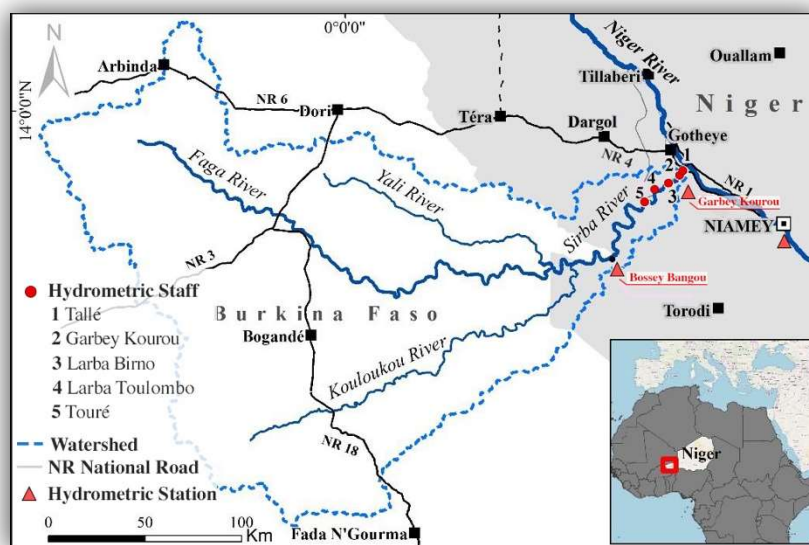 0°0'0"
N
Arbinda
NR 6
Dori
14°0'0"N
Téra
Dargol
NR 4
Tillaberi
Niger River
Ouallam
Niger
Gotheye
1
2
3
4
5
NR 1
Garbey Kourou
NIAMEY
Faga River
Yali River
Sirba River
Bossey Bangou
Torodi
NR 3
Burkina Faso
Bogandé
Kouloukou River
NR 18
Fada N'Gourma
Hydrometric Staff
1 Tallé
2 Garbey Kourou
3 Larba Birno
4 Larba Toulombo
5 Touré
Watershed
NR National Road
Hydrometric Station
0 50 100
Km
Niger